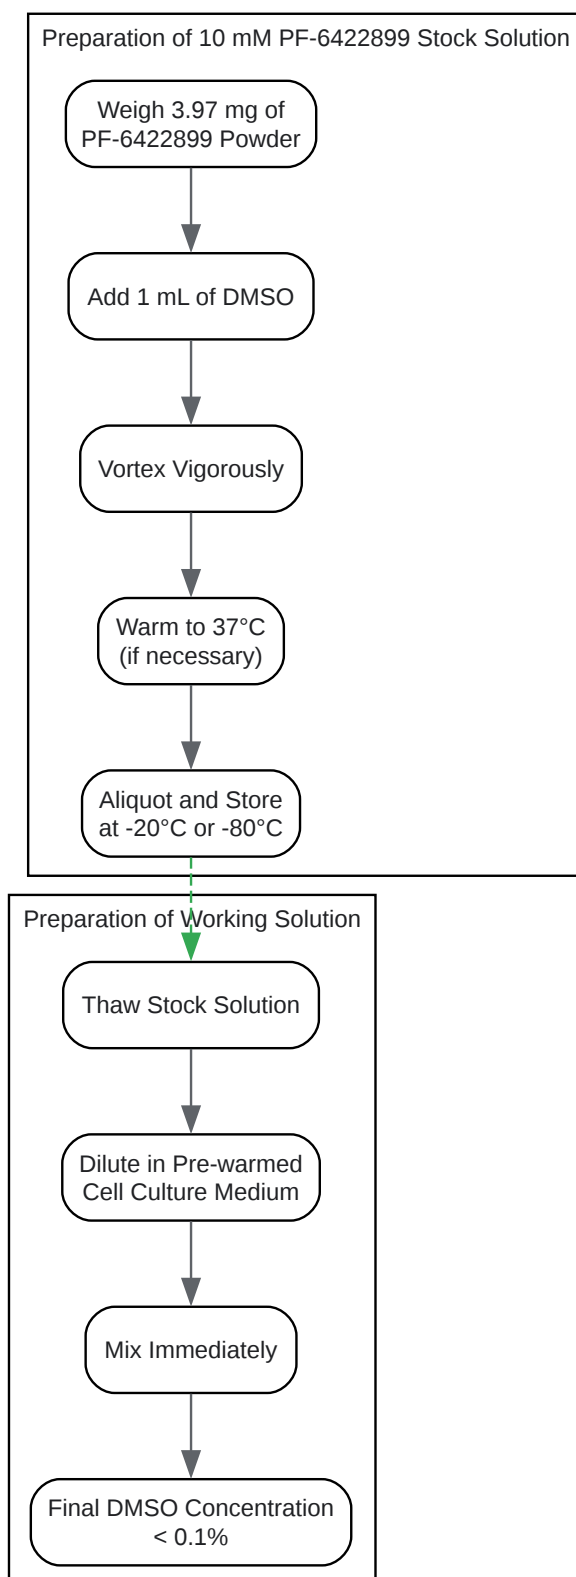 Preparation of 10 mM PF-6422899 Stock Solution
Weigh 3.97 mg of
PF-6422899 Powder
Add 1 mL of DMSO
Vortex Vigorously
Warm to 37°C
(if necessary)
Aliquot and Store
at -20°C or -80°C
Preparation of Working Solution
Thaw Stock Solution
Dilute in Pre-warmed
Cell Culture Medium
Mix Immediately
Final DMSO Concentration
< 0.1%